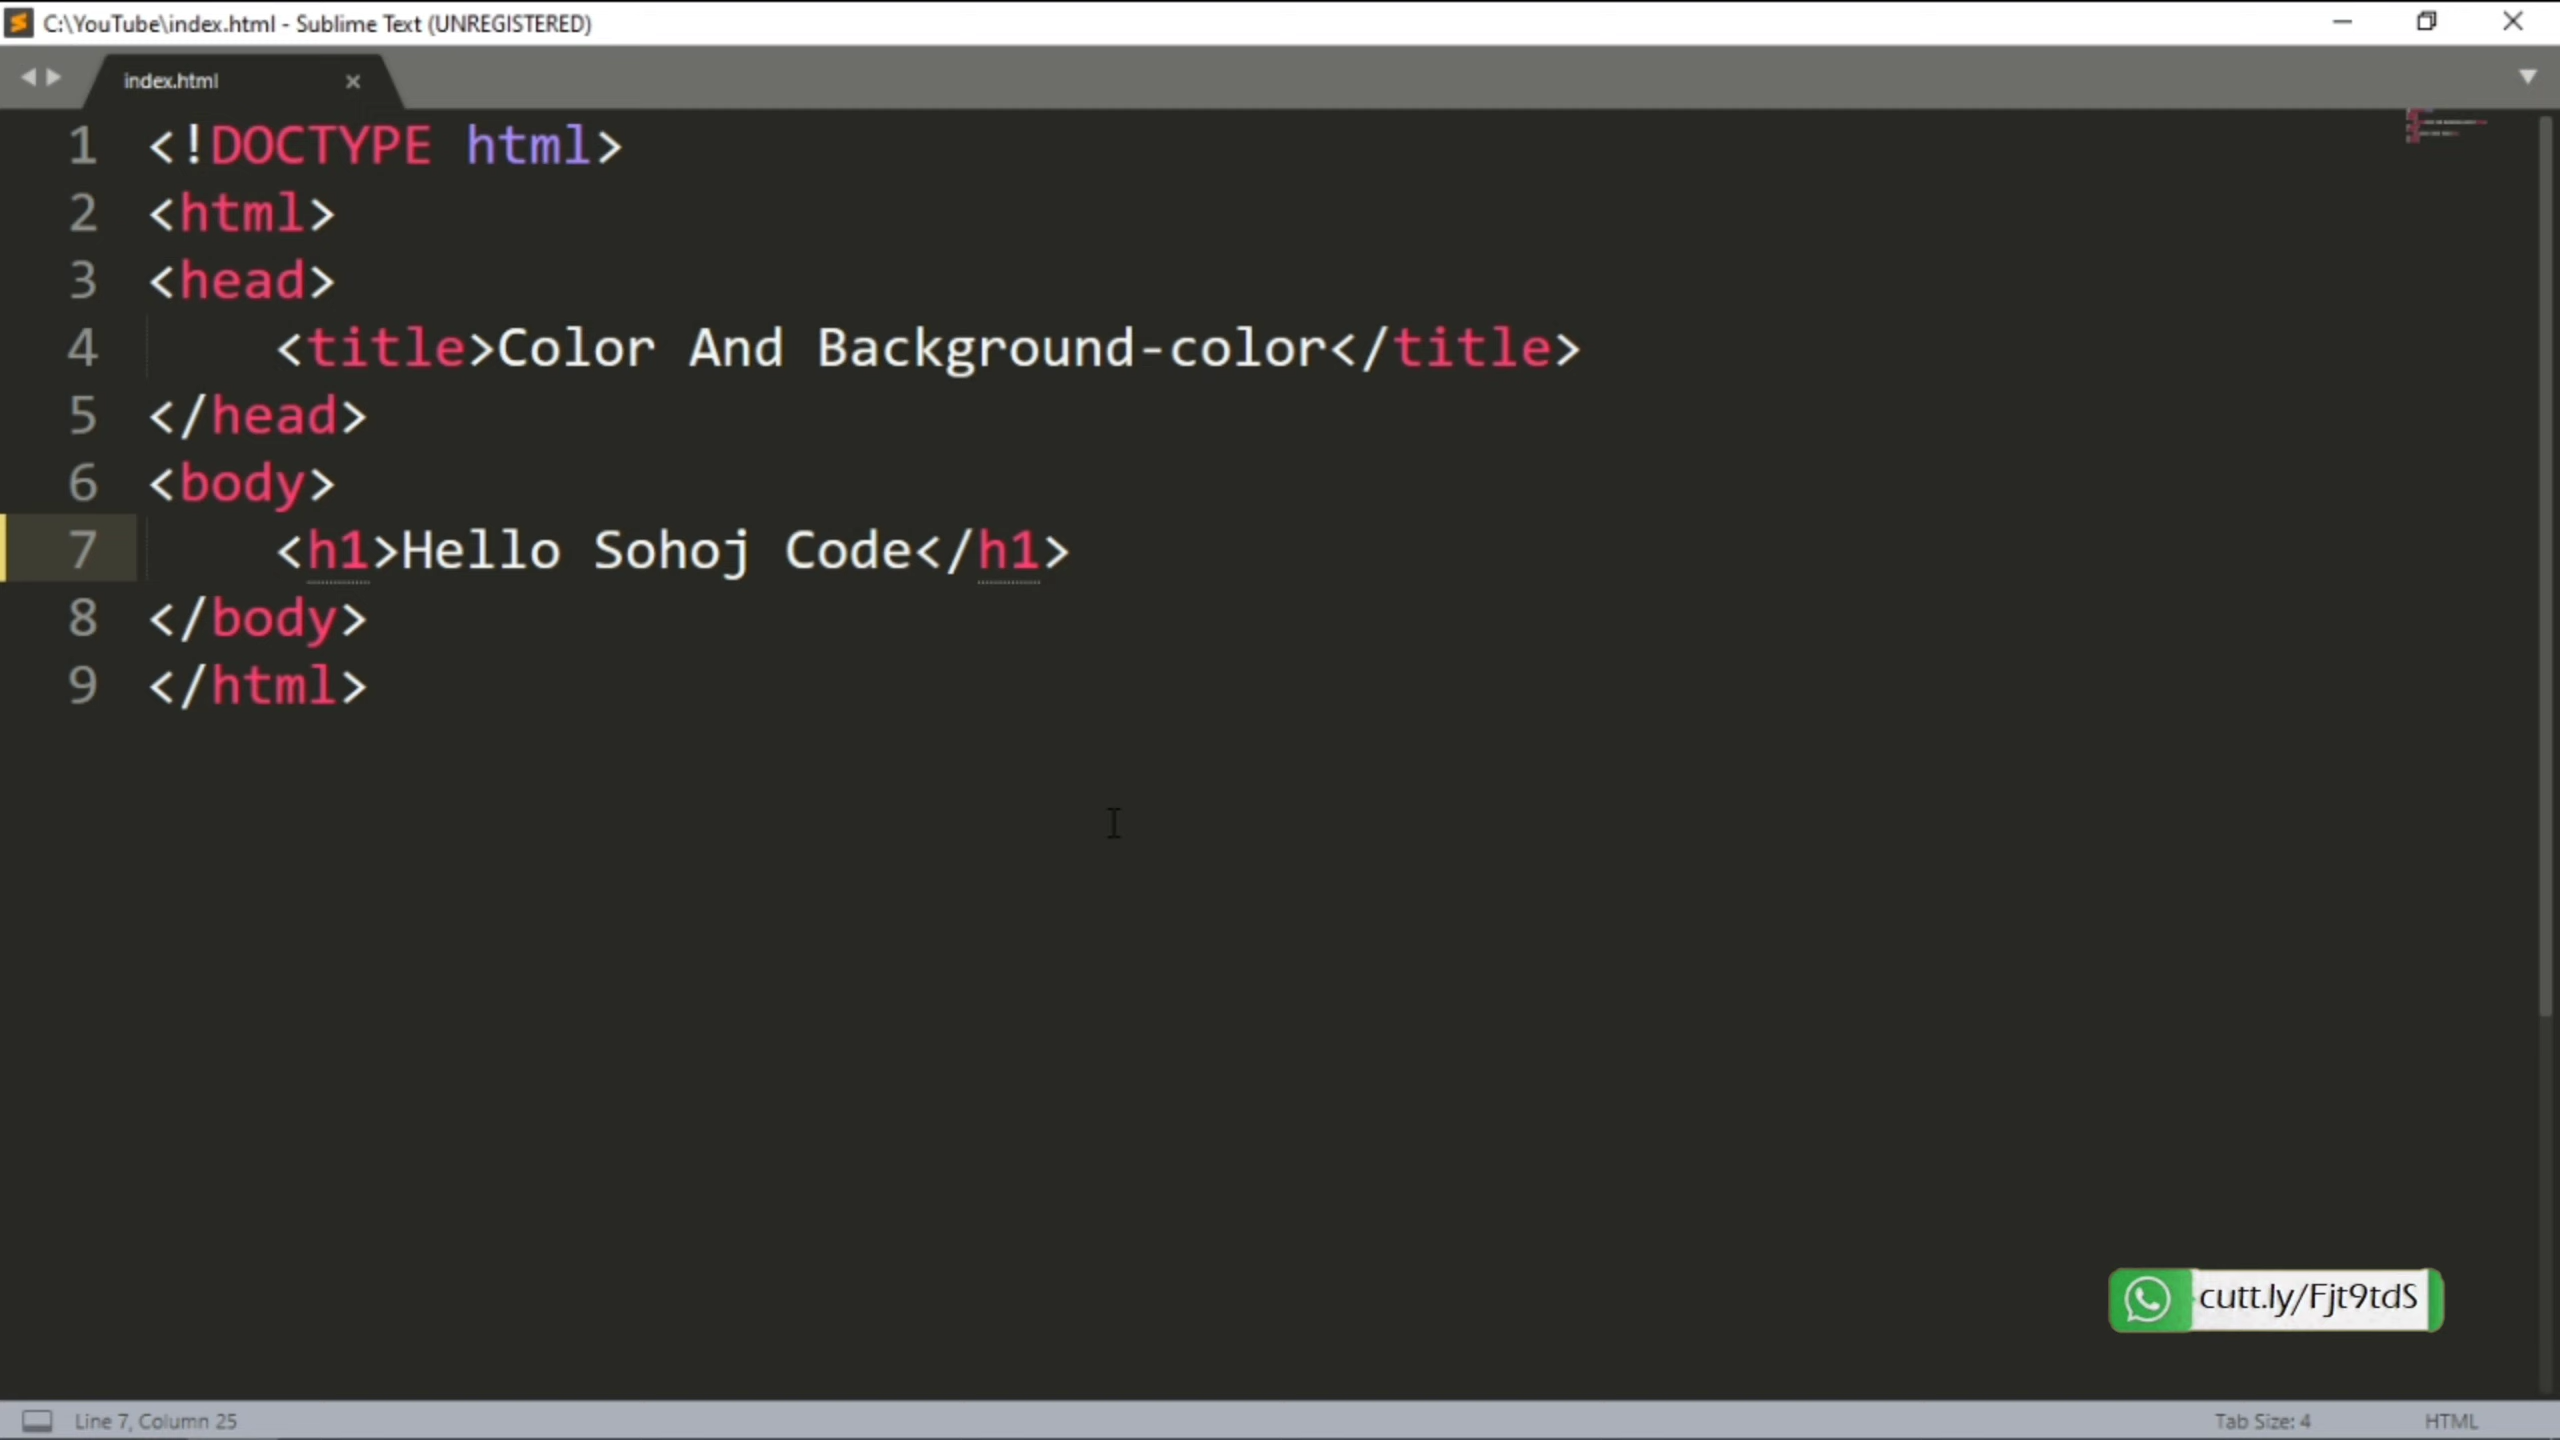 C:\YouTube\index.html - Sublime Text (UNREGISTERED)
index.html
1 <!DOCTYPE html>
2 <html>
3 <head>
4     <title>Color And Background-color</title>
5 </head>
6 <body>
7     <h1>Hello Sohoj Code</h1>
8 </body>
9 </html>
cutt.ly/Fjt9tdS
Line 7, Column 25
Tab Size: 4
HTML